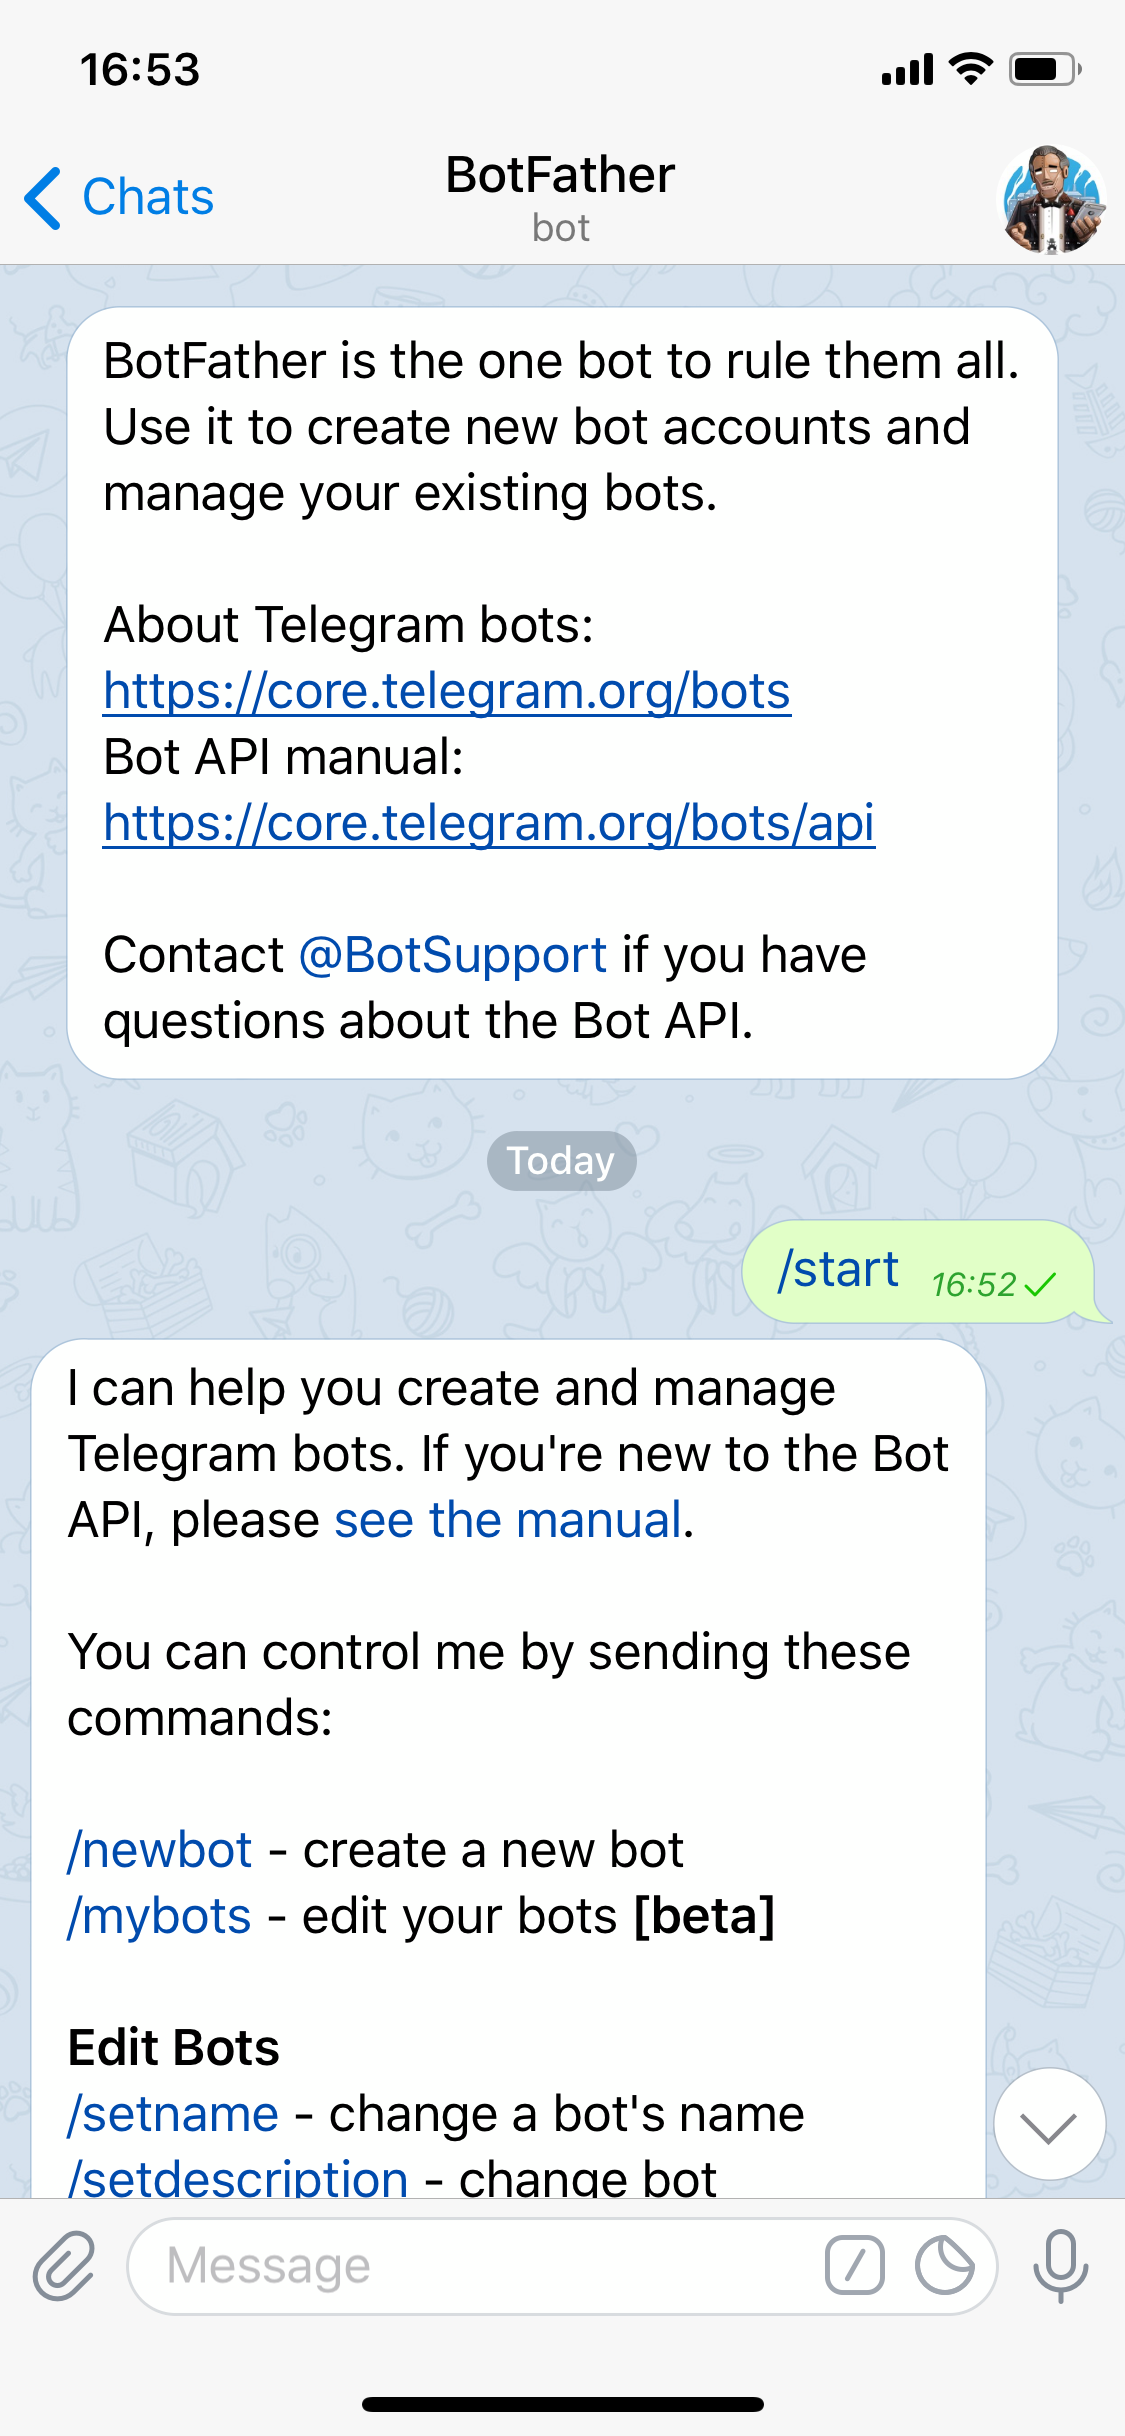 16:53
Chats
BotFather
bot
BotFather is the one bot to rule them all.
Use it to create new bot accounts and
manage your existing bots.
About Telegram bots:
https://core.telegram.org/bots
Bot API manual:
https://core.telegram.org/bots/api
Contact @BotSupport if you have
questions about the Bot API.
Today
/start 16:52
I can help you create and manage
Telegram bots. If you're new to the Bot
API, please see the manual.
You can control me by sending these
commands:
/newbot - create a new bot
/mybots - edit your bots [beta]
Edit Bots
/setname - change a bot's name
/setdescription - change bot
Message